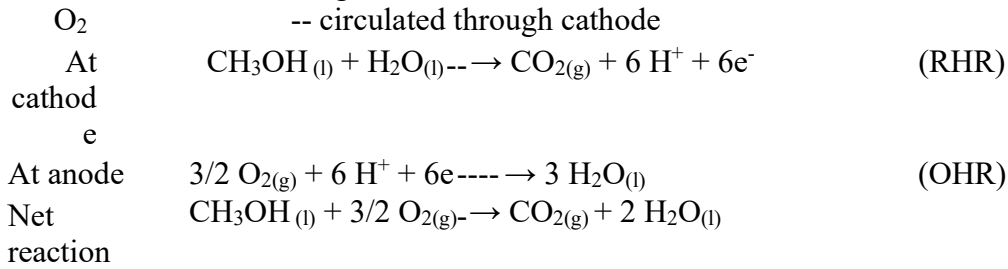 O₂ -- circulated through cathode
At CH₃OH (l) + H₂O(l)--→ CO₂(g) + 6 H⁺ + 6e⁻ (RHR)
cathod
e
At anode 3/2 O₂(g) + 6 H⁺ + 6e----→ 3 H₂O(l) (OHR)
Net CH₃OH (l) + 3/2 O₂(g)-→ CO₂(g) + 2 H₂O(l)
reaction